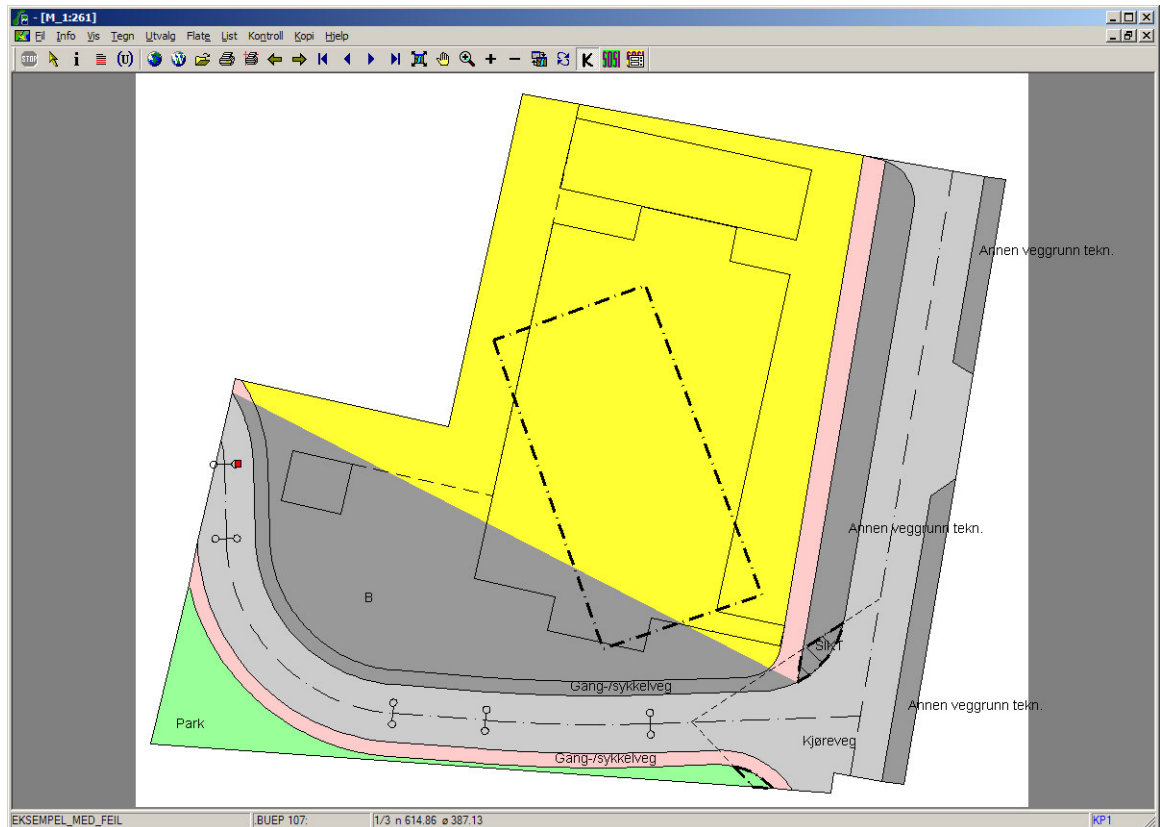 - [M_1:261]
Fil Info Vis Tegn Utvalg Flate List Kontroll Kopi Hjelp
STOP i (U) W K SOSI
Annen veggrunn tekn.
Annen veggrunn tekn.
B
SIKT
Gang-/sykkelveg
Annen veggrunn tekn.
Park
Kjøreveg
Gang-/sykkelveg
EKSEMPEL_MED_FEIL .BUEP 107: 1/3 n 614.86 ø 387.13 KP1